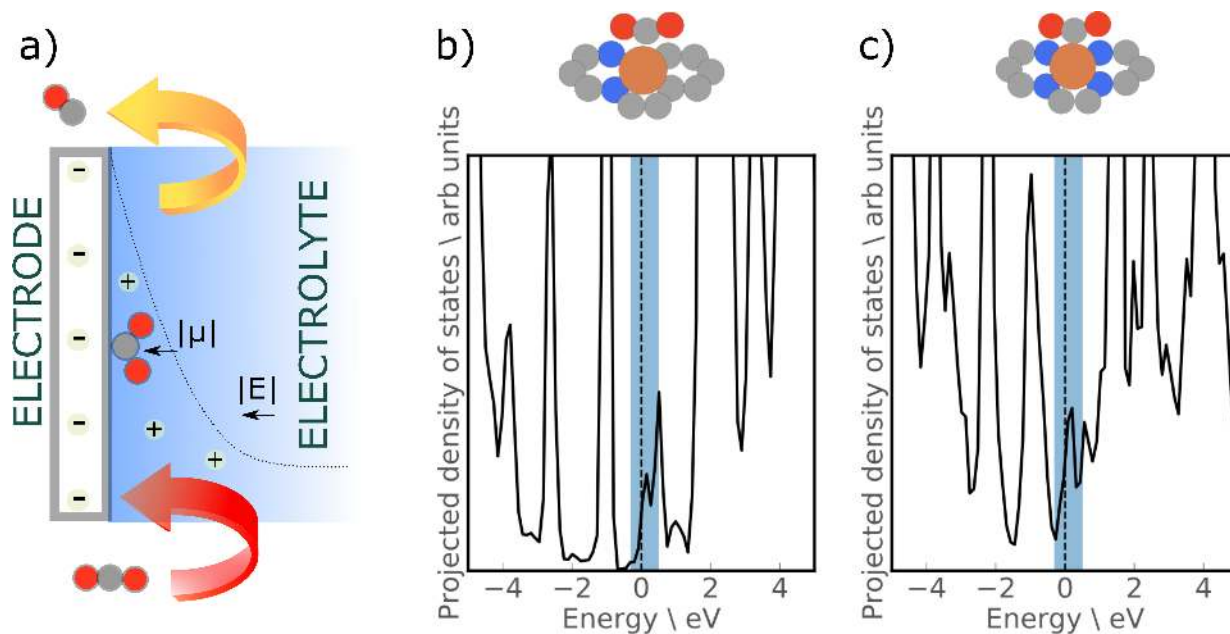 a)
b)
c)
ELECTRODE
ELECTROLYTE
-
-
-
-
-
+
+
+
|μ|
|E|
Projected density of states \ arb units
−4 −2 0 2 4
Energy \ eV
Projected density of states \ arb units
−4 −2 0 2 4
Energy \ eV